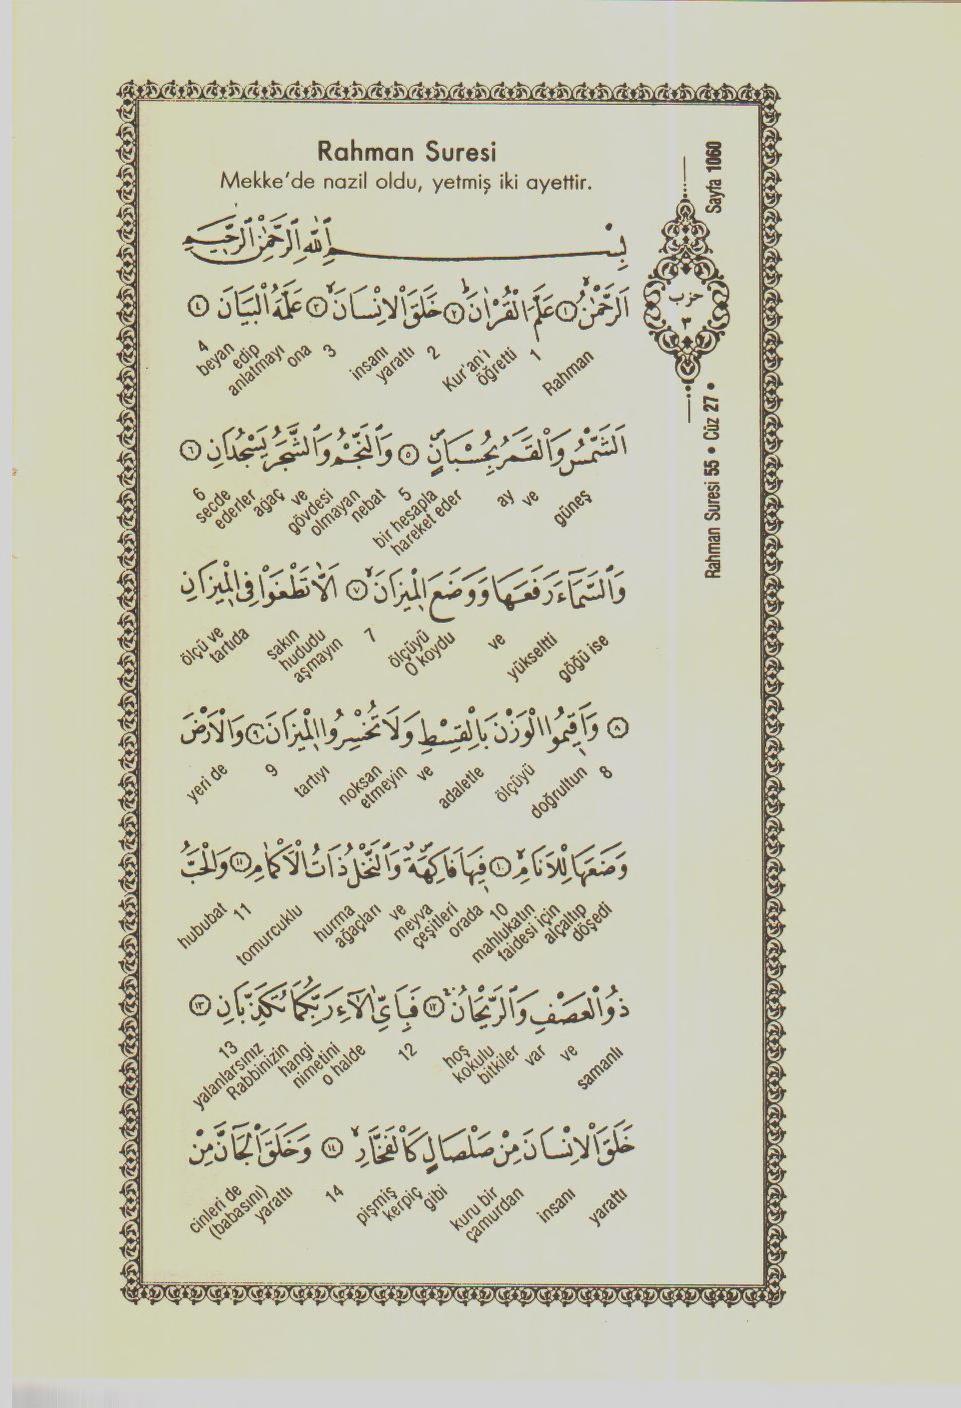 Rahman Suresi
Mekke'de nazil oldu, yetmiş iki ayettir.
بِسْمِ ٱللّٰهِ ٱلرَّحْمٰنِ ٱلرَّحِيمِ
اَلرَّحْمٰنُ ﴿١﴾ عَلَّمَ الْقُرْاٰنَ ﴿٢﴾ خَلَقَ الْاِنْسَانَ ﴿٣﴾ عَلَّمَهُ الْبَيَانَ ﴿٤﴾
Rahman 1 Kur'an'ı öğretti 2 insanı yarattı 3 ona beyan edip anlatmayı 4
اَلشَّمْسُ وَالْقَمَرُ بِحُسْبَانٍ ﴿٥﴾ وَالنَّجْمُ وَالشَّجَرُ يَسْجُدَانِ ﴿٦﴾
güneş ve ay bir hesapla hareket eder 5 gövdesi olmayan nebat ve ağaç secde ederler 6
وَالسَّمَٓاءَ رَفَعَهَا وَوَضَعَ الْمِيزَانَ ﴿٧﴾ اَلَّا تَطْغَوْا فِي الْمِيزَانِ
göğü ise yükseltti ve ölçüyü O koydu 7 sakın hududu aşmayın ölçü ve tartıda
﴿٨﴾ وَاَقِيمُوا الْوَزْنَ بِالْقِسْطِ وَلَا تُخْسِرُوا الْمِيزَانَ ﴿٩﴾ وَالْاَرْضَ
8 doğrultun ölçüyü adaletle ve noksan etmeyin tartıyı 9 yeri de
وَضَعَهَا لِلْاَنَامِ ﴿١٠﴾ فِيهَا فَاكِهَةٌ وَالنَّخْلُ ذَاتُ الْاَكْمَامِ ﴿١١﴾ وَالْحَبُّ
alçaltıp döşedi mahlukatın faidesi için 10 orada meyva çeşitleri ve hurma ağaçları tomurcuklu 11 hububat
ذُو الْعَصْفِ وَالرَّيْحَانُ ﴿١٢﴾ فَبِاَيِّ اٰلَٓاءِ رَبِّكُمَا تُكَذِّبَانِ ﴿١٣﴾
samanlı ve var hoş kokulu bitkiler 12 o halde hangi nimetini Rabbinizin yalanlarsınız 13
خَلَقَ الْاِنْسَانَ مِنْ صَلْصَالٍ كَالْفَخَّارِ ﴿١٤﴾ وَخَلَقَ الْجَانَّ مِنْ
yarattı insanı kuru bir çamurdan gibi pişmiş kerpiç 14 cinleri de (babasını) yarattı
Sayfa 1060
حزب
٣
Rahman Suresi 55 • Cüz 27 •